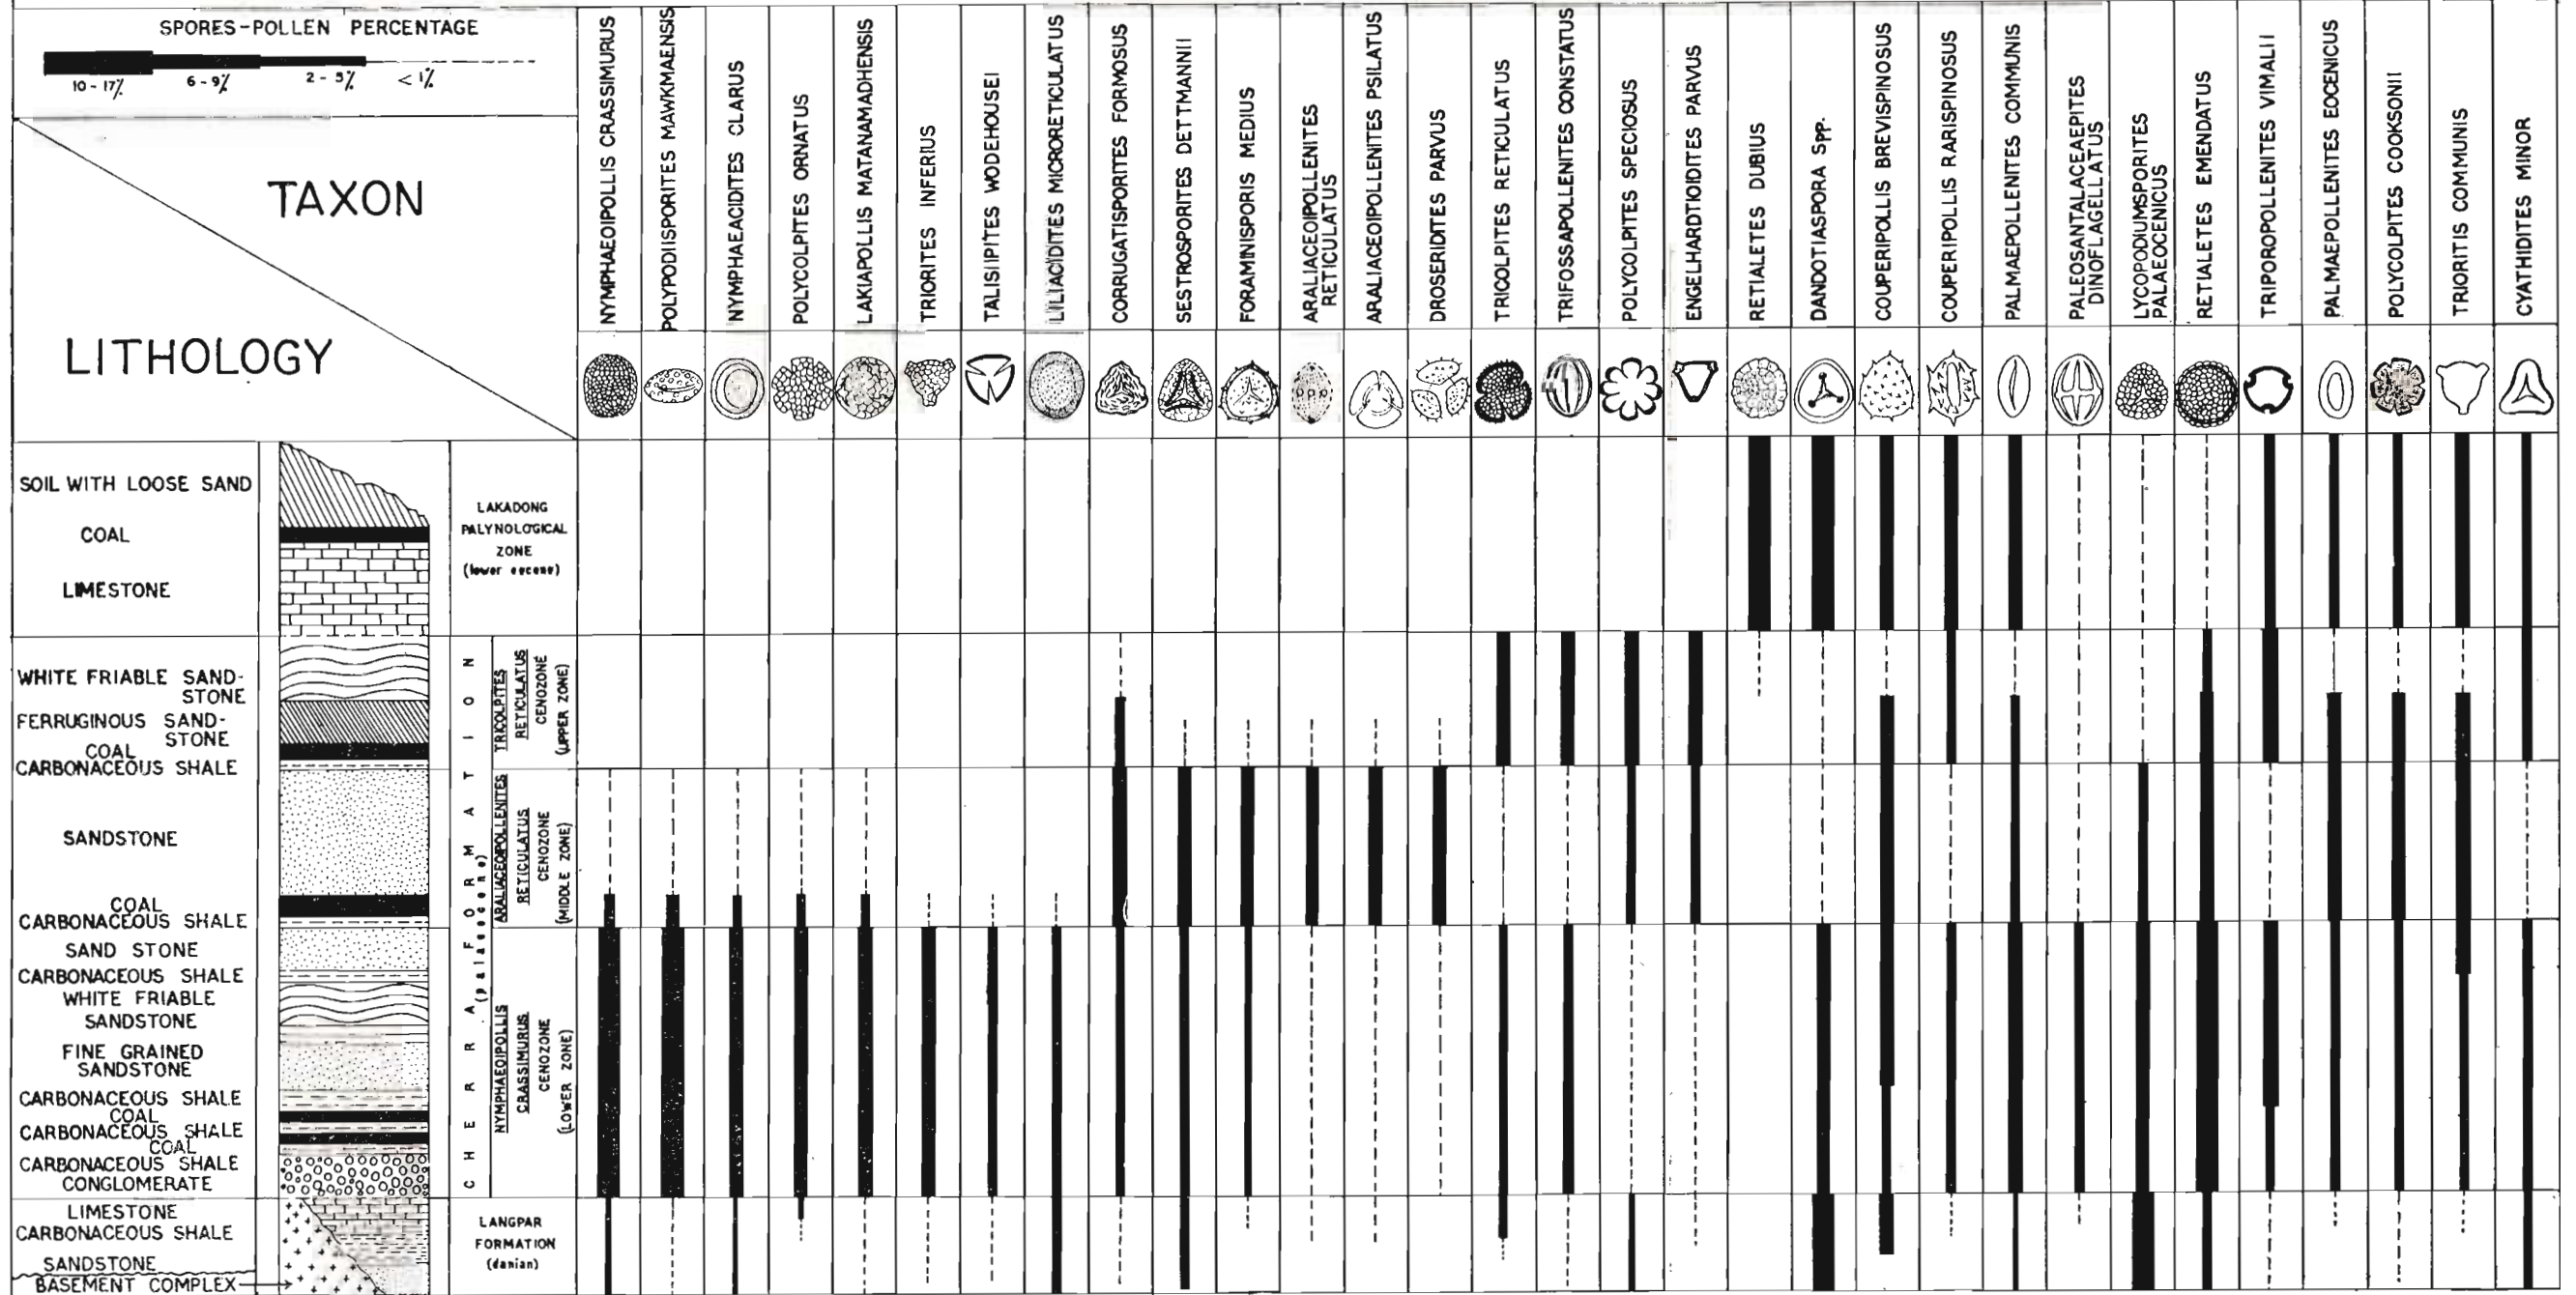 SPORES-POLLEN PERCENTAGE
10-17% 6-9% 2-5% <1%
TAXON
LITHOLOGY
NYMPHAEOIPOLLIS CRASSIMURUS
POLYPODIISPORITES MAWKMAENSIS
NYMPHAEACIDITES CLARUS
POLYCOLPITES ORNATUS
LAKIAPOLLIS MATANAMADHENSIS
TRIORITES INFERIUS
TALISIIPITES WODEHOUSEI
LILIACIDITES MICRORETICULATUS
CORRUGATISPORITES FORMOSUS
SESTROSPORITES DETTMANNII
FORAMINISPORIS MEDIUS
ARALIACEOIPOLLENITES
RETICULATUS
ARALIACEOIPOLLENITES PSILATUS
DROSERIDITES PARVUS
TRICOLPITES RETICULATUS
TRIFOSSAPOLLENITES CONSTATUS
POLYCOLPITES SPECIOSUS
ENGELHARDTIOIDITES PARVUS
RETIALETES DUBIUS
DANDOTIASPORA Spp.
COUPERIPOLLIS BREVISPINOSUS
COUPERIPOLLIS RARISPINOSUS
PALMAEPOLLENITES COMMUNIS
PALEOSANTALACEAEPITES
DINOFLAGELLATUS
LYCOPODIUMSPORITES
PALAEOCENICUS
RETIALETES EMENDATUS
TRIPOROPOLLENITES VIMALII
PALMAEPOLLENITES EOCENICUS
POLYCOLPITES COOKSONII
TRIORITIS COMMUNIS
CYATHIDITES MINOR
SOIL WITH LOOSE SAND
COAL
LIMESTONE
WHITE FRIABLE SAND-
STONE
FERRUGINOUS SAND-
STONE
COAL
CARBONACEOUS SHALE
SANDSTONE
COAL
CARBONACEOUS SHALE
SAND STONE
CARBONACEOUS SHALE
WHITE FRIABLE
SANDSTONE
FINE GRAINED
SANDSTONE
CARBONACEOUS SHALE
COAL
CARBONACEOUS SHALE
COAL
CARBONACEOUS SHALE
CONGLOMERATE
LIMESTONE
CARBONACEOUS SHALE
SANDSTONE
BASEMENT COMPLEX
LAKADONG
PALYNOLOGICAL
ZONE
(lower eocene)
CHERRA FORMATION
(palaeocene)
TRICOLPITES
RETICULATUS
CENOZONE
(UPPER ZONE)
ARALIACEOIPOLLENITES
RETICULATUS
CENOZONE
(MIDDLE ZONE)
NYMPHAEOIPOLLIS
CRASSIMURUS
CENOZONE
(LOWER ZONE)
LANGPAR
FORMATION
(danian)